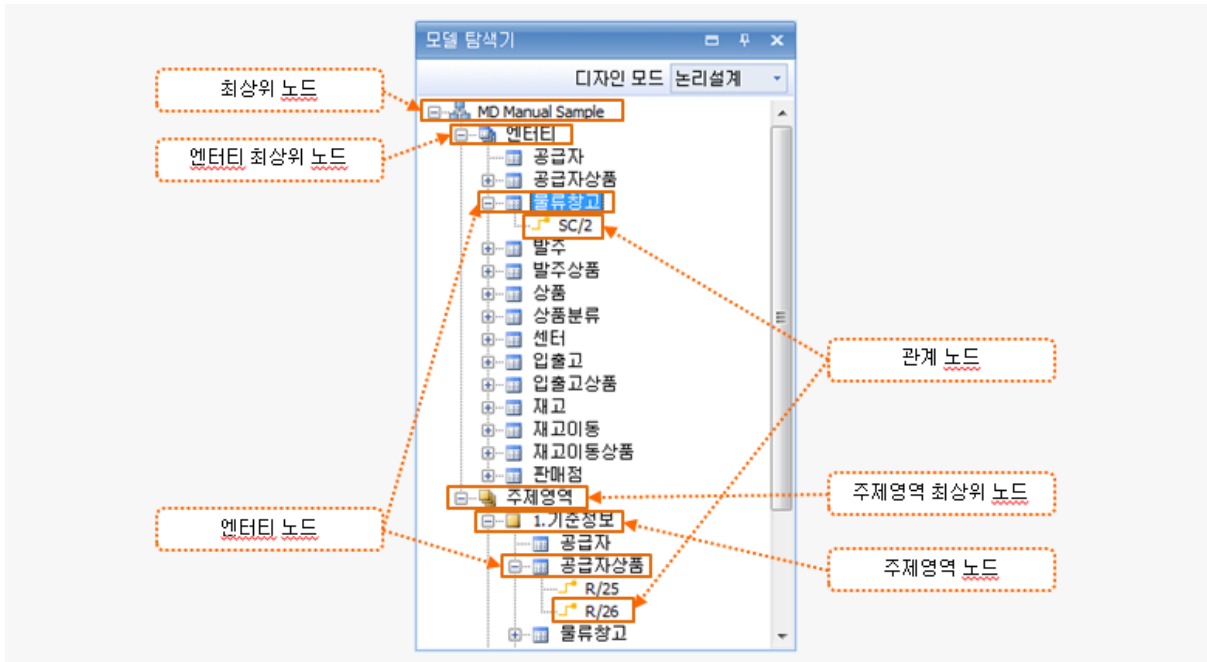 모델 탐색기
디자인 모드 논리설계
최상위 노드
MD Manual Sample
엔터티 최상위 노드
엔터티
공급자
공급자상품
물류창고
SC/2
발주
발주상품
상품
상품분류
센터
관계 노드
입출고
입출고상품
재고
재고이동
재고이동상품
판매점
주제영역
주제영역 최상위 노드
엔터티 노드
1.기준정보
공급자
공급자상품
주제영역 노드
R/25
R/26
물류창고